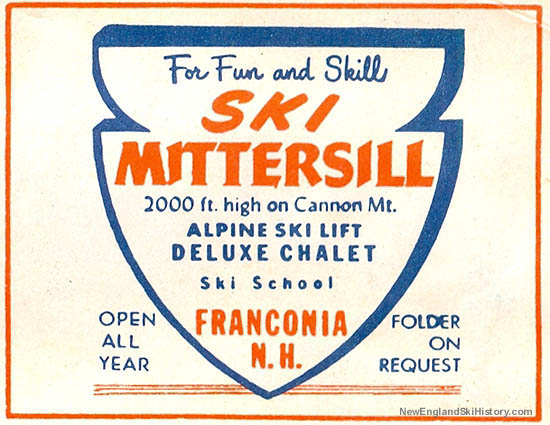 For Fun and Skill
SKI
MITTERSILL
2000 ft. high on Cannon Mt.
ALPINE SKI LIFT
DELUXE CHALET
Ski School
FRANCONIA
N.H.
OPEN
ALL
YEAR
FOLDER
ON
REQUEST
NewEnglandSkiHistory.com